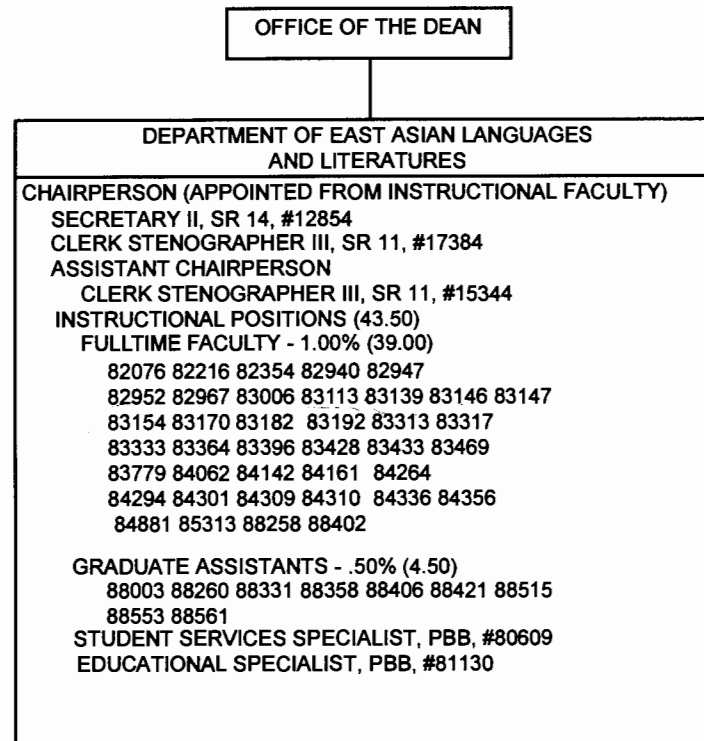 OFFICE OF THE DEAN
DEPARTMENT OF EAST ASIAN LANGUAGES
AND LITERATURES
CHAIRPERSON (APPOINTED FROM INSTRUCTIONAL FACULTY)
SECRETARY II, SR 14, #12854
CLERK STENOGRAPHER III, SR 11, #17384
ASSISTANT CHAIRPERSON
CLERK STENOGRAPHER III, SR 11, #15344
INSTRUCTIONAL POSITIONS (43.50)
FULLTIME FACULTY - 1.00% (39.00)
82076 82216 82354 82940 82947
82952 82967 83006 83113 83139 83146 83147
83154 83170 83182 83192 83313 83317
83333 83364 83396 83428 83433 83469
83779 84062 84142 84161 84264
84294 84301 84309 84310 84336 84356
84881 85313 88258 88402
GRADUATE ASSISTANTS - .50% (4.50)
88003 88260 88331 88358 88406 88421 88515
88553 88561
STUDENT SERVICES SPECIALIST, PBB, #80609
EDUCATIONAL SPECIALIST, PBB, #81130